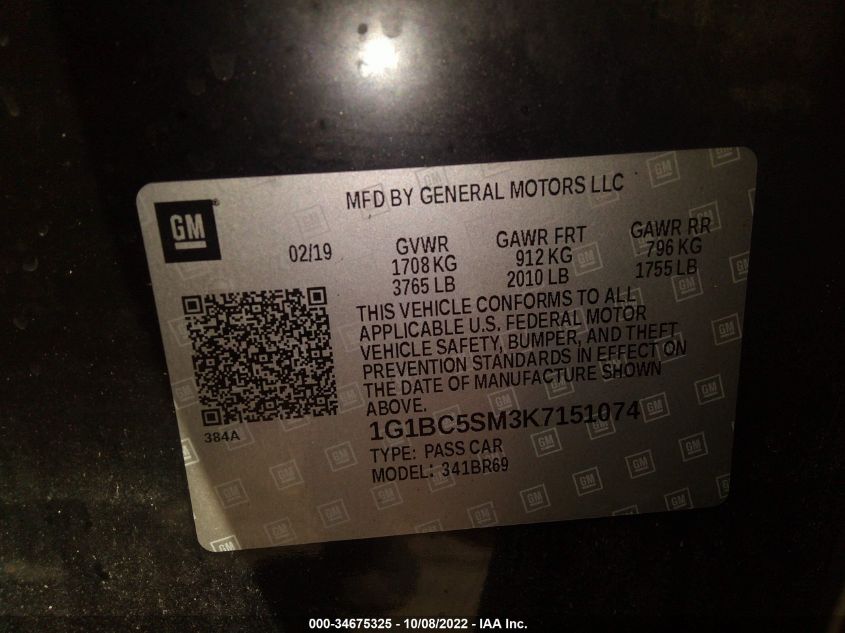 MFD BY GENERAL MOTORS LLC
GM®
02/19
GVWR
1708 KG
3765 LB
GAWR FRT
912 KG
2010 LB
GAWR RR
796 KG
1755 LB
THIS VEHICLE CONFORMS TO ALL
APPLICABLE U.S. FEDERAL MOTOR
VEHICLE SAFETY, BUMPER, AND THEFT
PREVENTION STANDARDS IN EFFECT ON
THE DATE OF MANUFACTURE SHOWN
ABOVE.
384A
1G1BC5SM3K7151074
TYPE: PASS CAR
MODEL: 341BR69
000-34675325 - 10/08/2022 - IAA Inc.